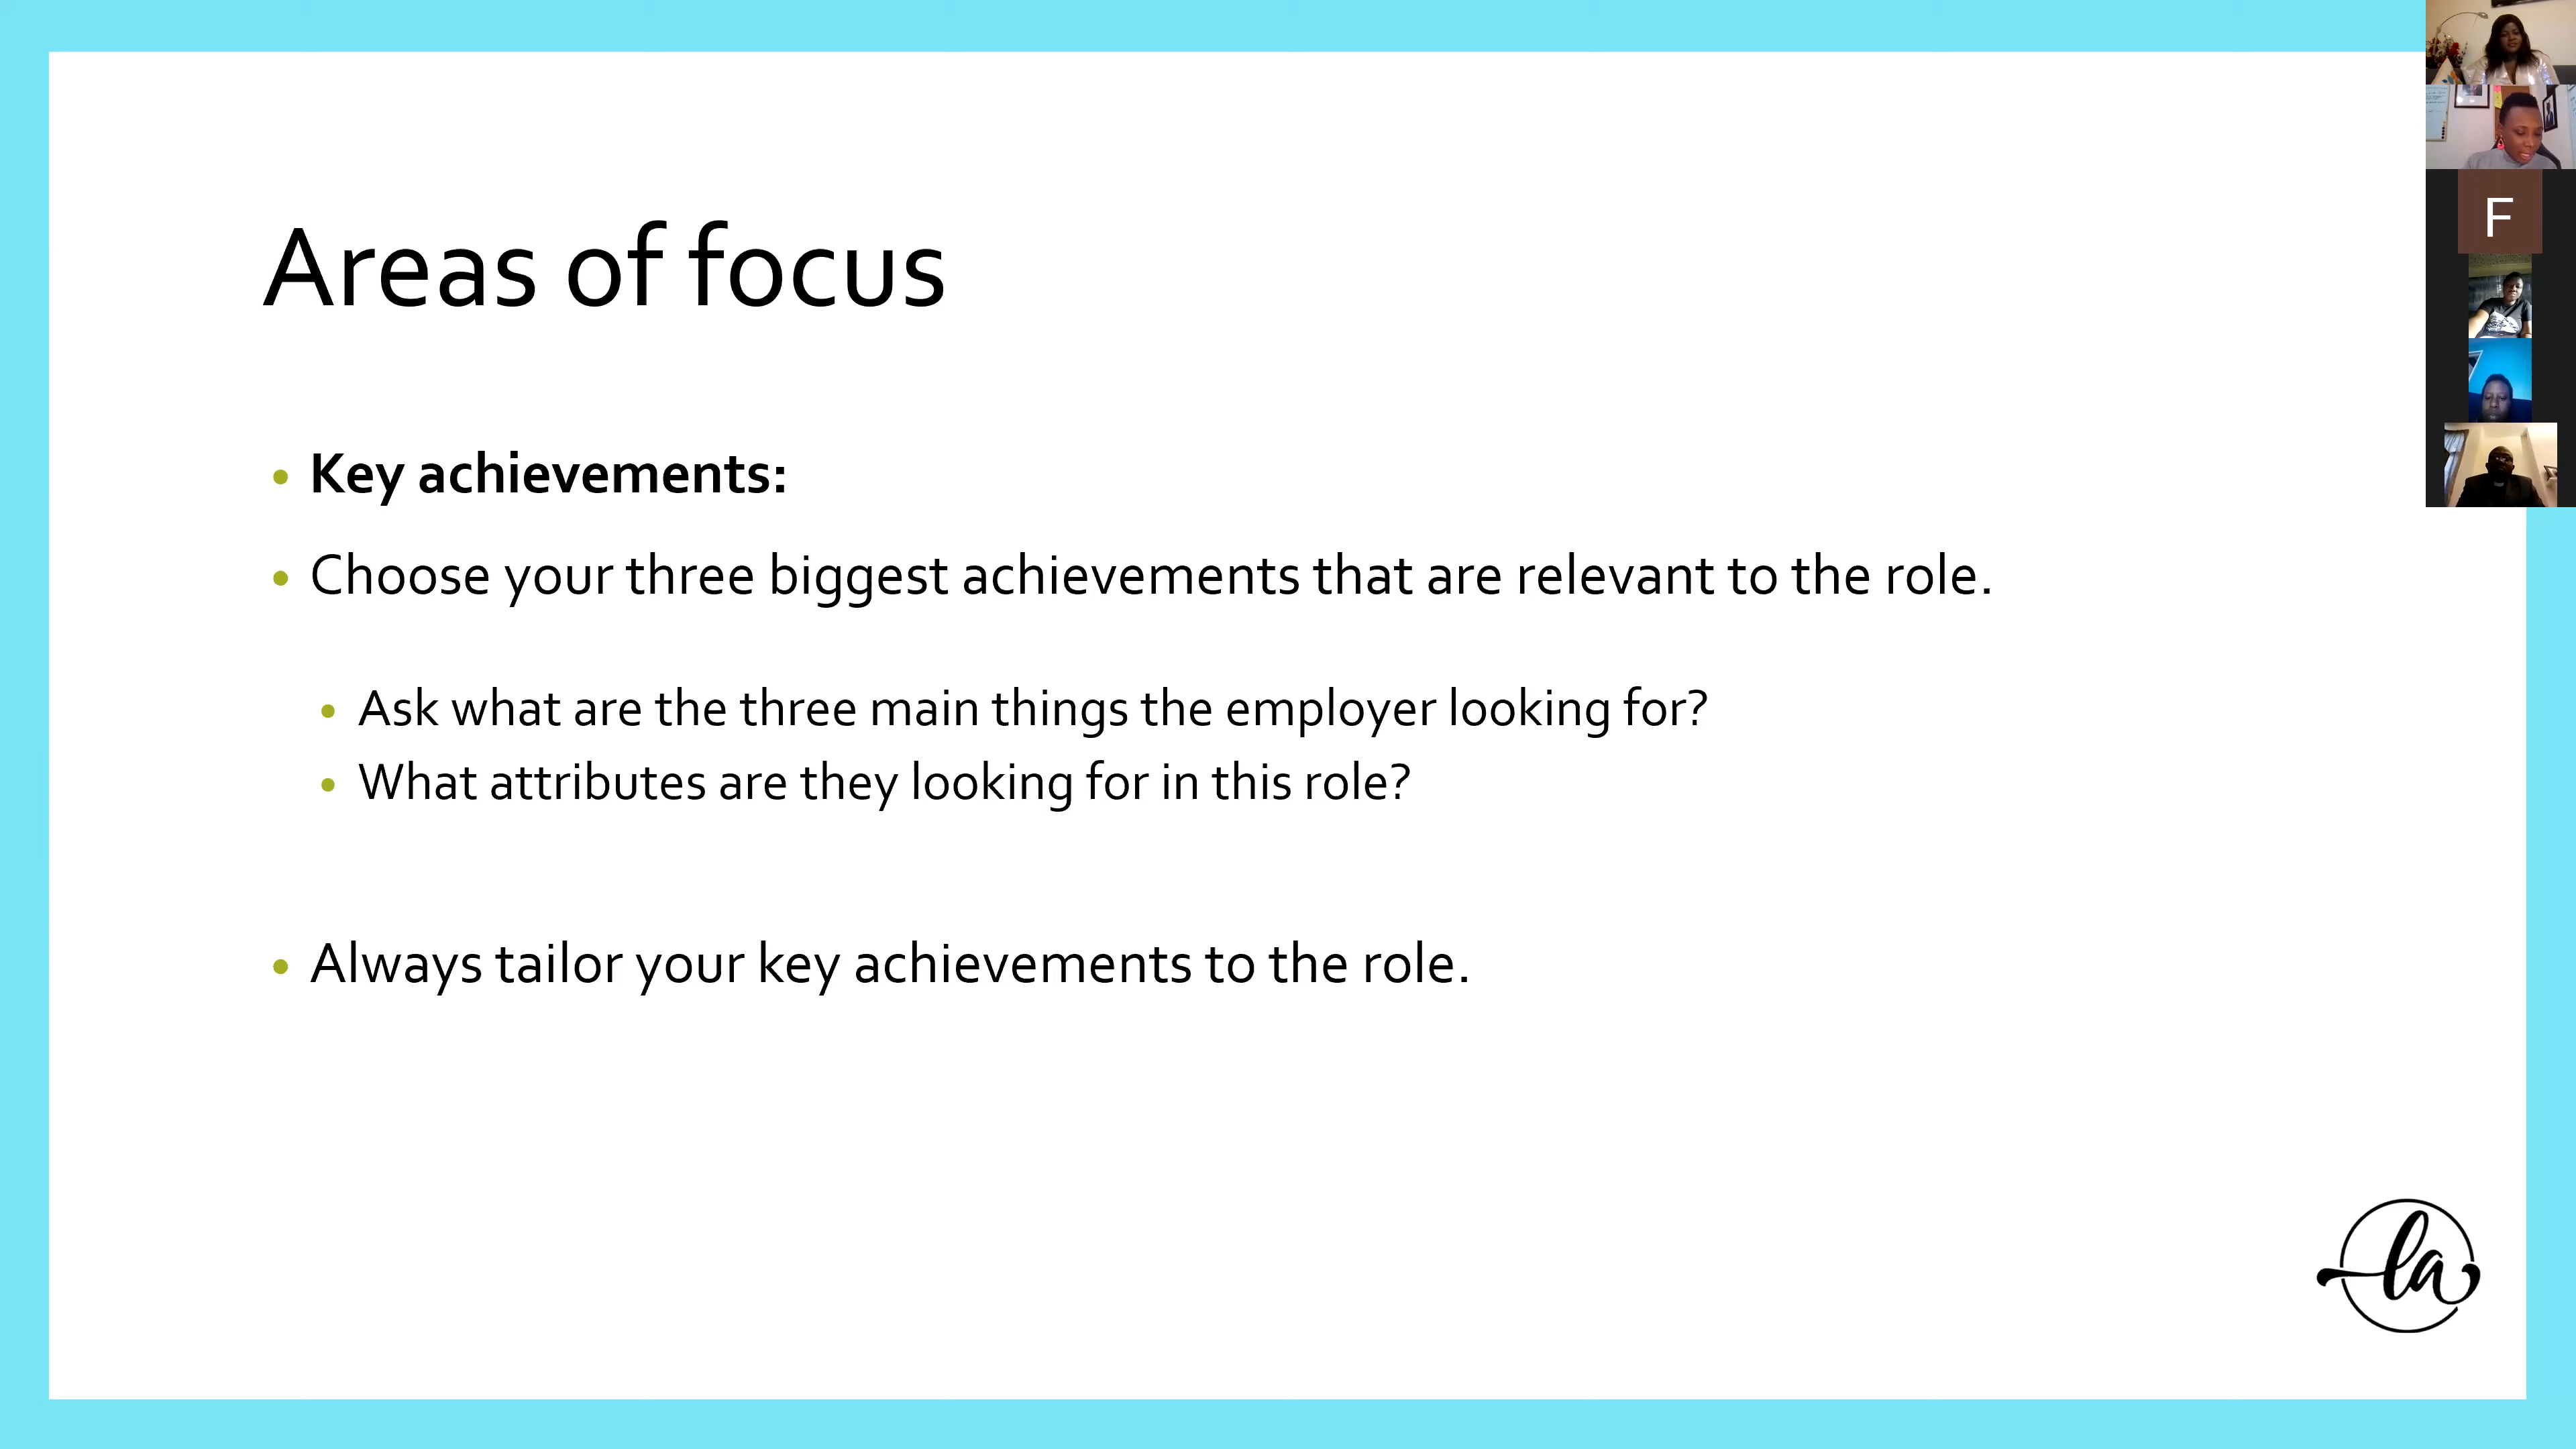 Areas of focus
Key achievements:
Choose your three biggest achievements that are relevant to the role.
Ask what are the three main things the employer looking for?
What attributes are they looking for in this role?
Always tailor your key achievements to the role.
F
la